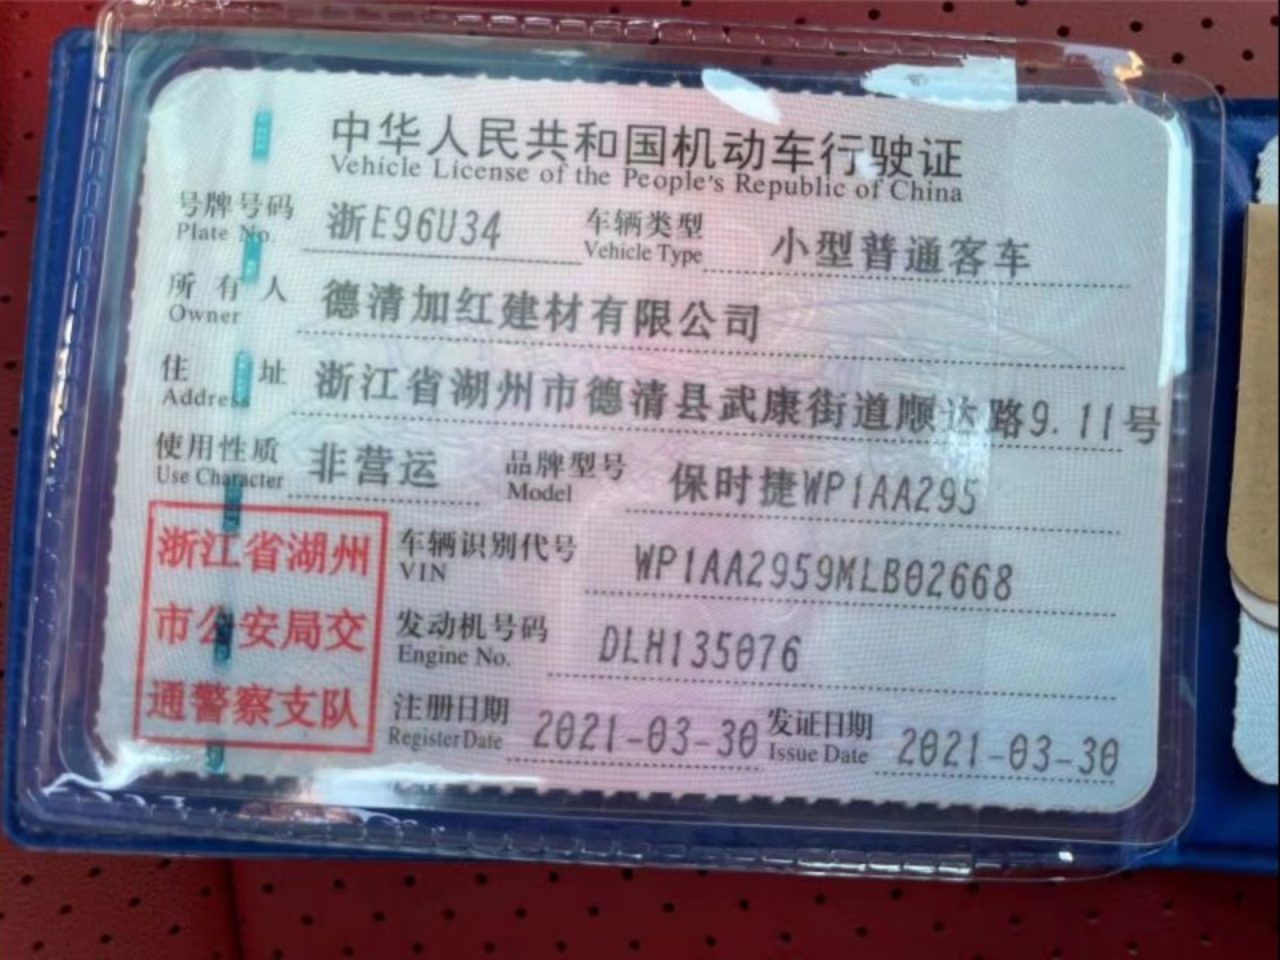 中华人民共和国机动车行驶证
Vehicle License of the People's Republic of China
号牌号码 浙E96U34 车辆类型 小型普通客车
Plate No. Vehicle Type
所有人 德清加红建材有限公司
Owner
住址 浙江省湖州市德清县武康街道顺达路9.11号
Address
使用性质 非营运 品牌型号 保时捷WP1AA295
Use Character Model
浙江省湖州
市公安局交
通警察支队
车辆识别代号 WP1AA2959MLB02668
VIN
发动机号码 DLH135076
Engine No.
注册日期 2021-03-30 发证日期 2021-03-30
Register Date Issue Date